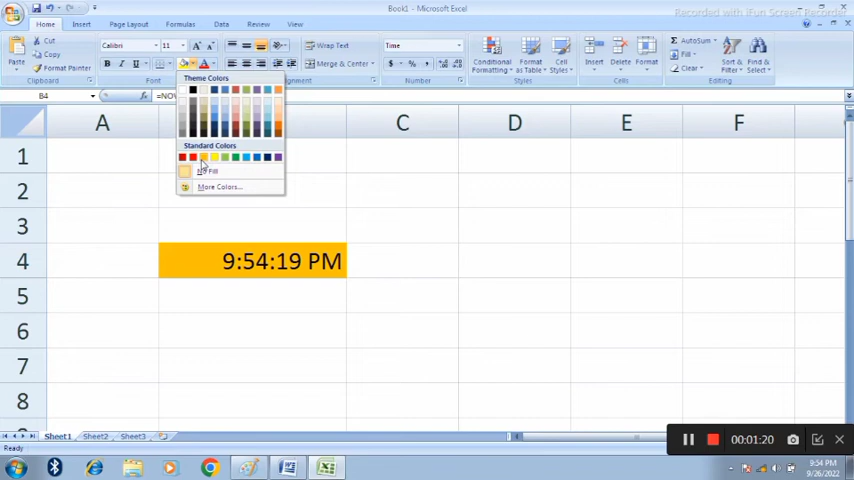 Book1 - Microsoft Excel
Recorded with iFun Screen Recorder
Home Insert Page Layout Formulas Data Review View
Cut
Copy
Format Painter
Paste
Clipboard
Calibri 11
B I U
Font
Wrap Text
Merge & Center
Time
$ % ,
Number
Conditional Formatting
Format as Table
Cell Styles
Styles
Insert Delete Format
Cells
AutoSum
Fill
Clear
Sort & Filter
Find & Select
Editing
B4
Theme Colors
Standard Colors
No Fill
More Colors...
A C D E F
1
2
3
4 9:54:19 PM
5
6
7
8
Sheet1 Sheet2 Sheet3
Ready
00:01:20
9:54 PM
9/26/2022